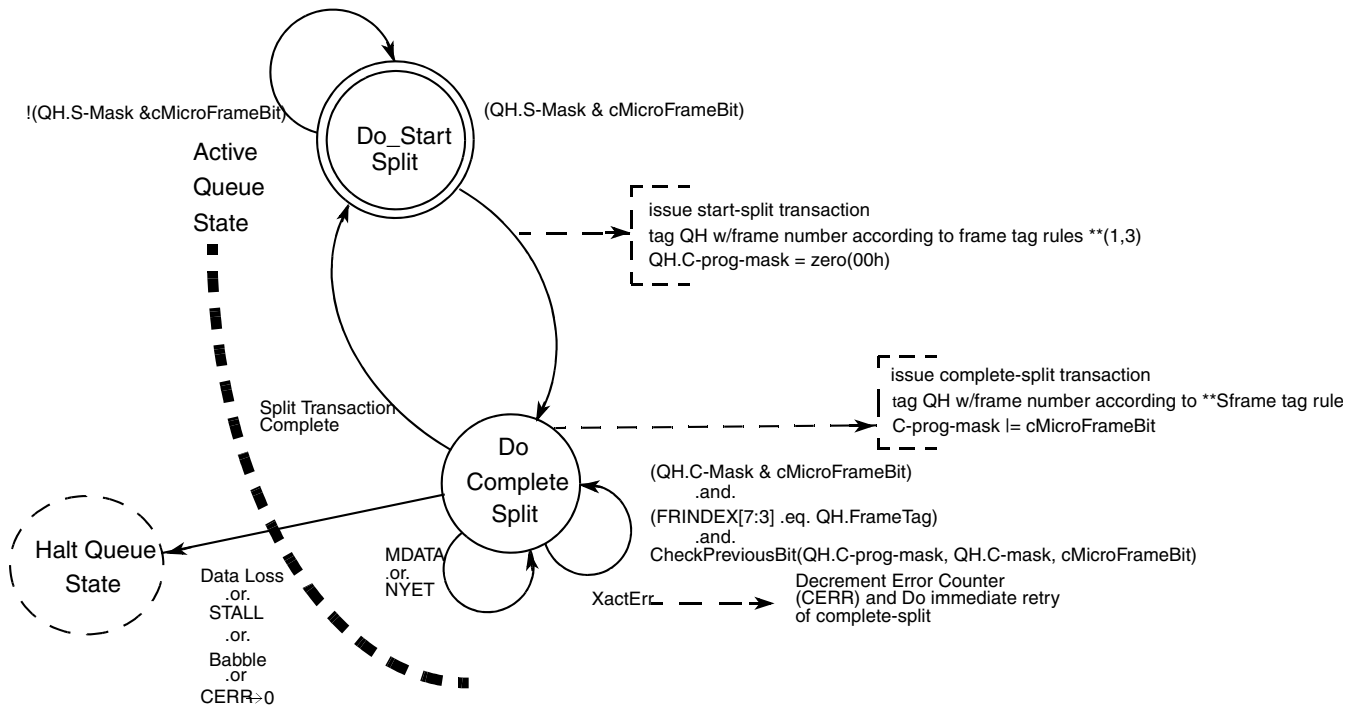 !(QH.S-Mask &cMicroFrameBit)
(QH.S-Mask & cMicroFrameBit)
Do_Start
Split
Active
Queue
State
issue start-split transaction
tag QH w/frame number according to frame tag rules **(1,3)
QH.C-prog-mask = zero(00h)
issue complete-split transaction
tag QH w/frame number according to **Sframe tag rule
C-prog-mask |= cMicroFrameBit
Split Transaction
Complete
Do
Complete
Split
(QH.C-Mask & cMicroFrameBit)
.and.
(FRINDEX[7:3] .eq. QH.FrameTag)
.and.
CheckPreviousBit(QH.C-prog-mask, QH.C-mask, cMicroFrameBit)
Halt Queue
State
MDATA
.or.
NYET
XactErr
Decrement Error Counter
(CERR) and Do immediate retry
of complete-split
Data Loss
.or.
STALL
.or.
Babble
.or
CERR→0